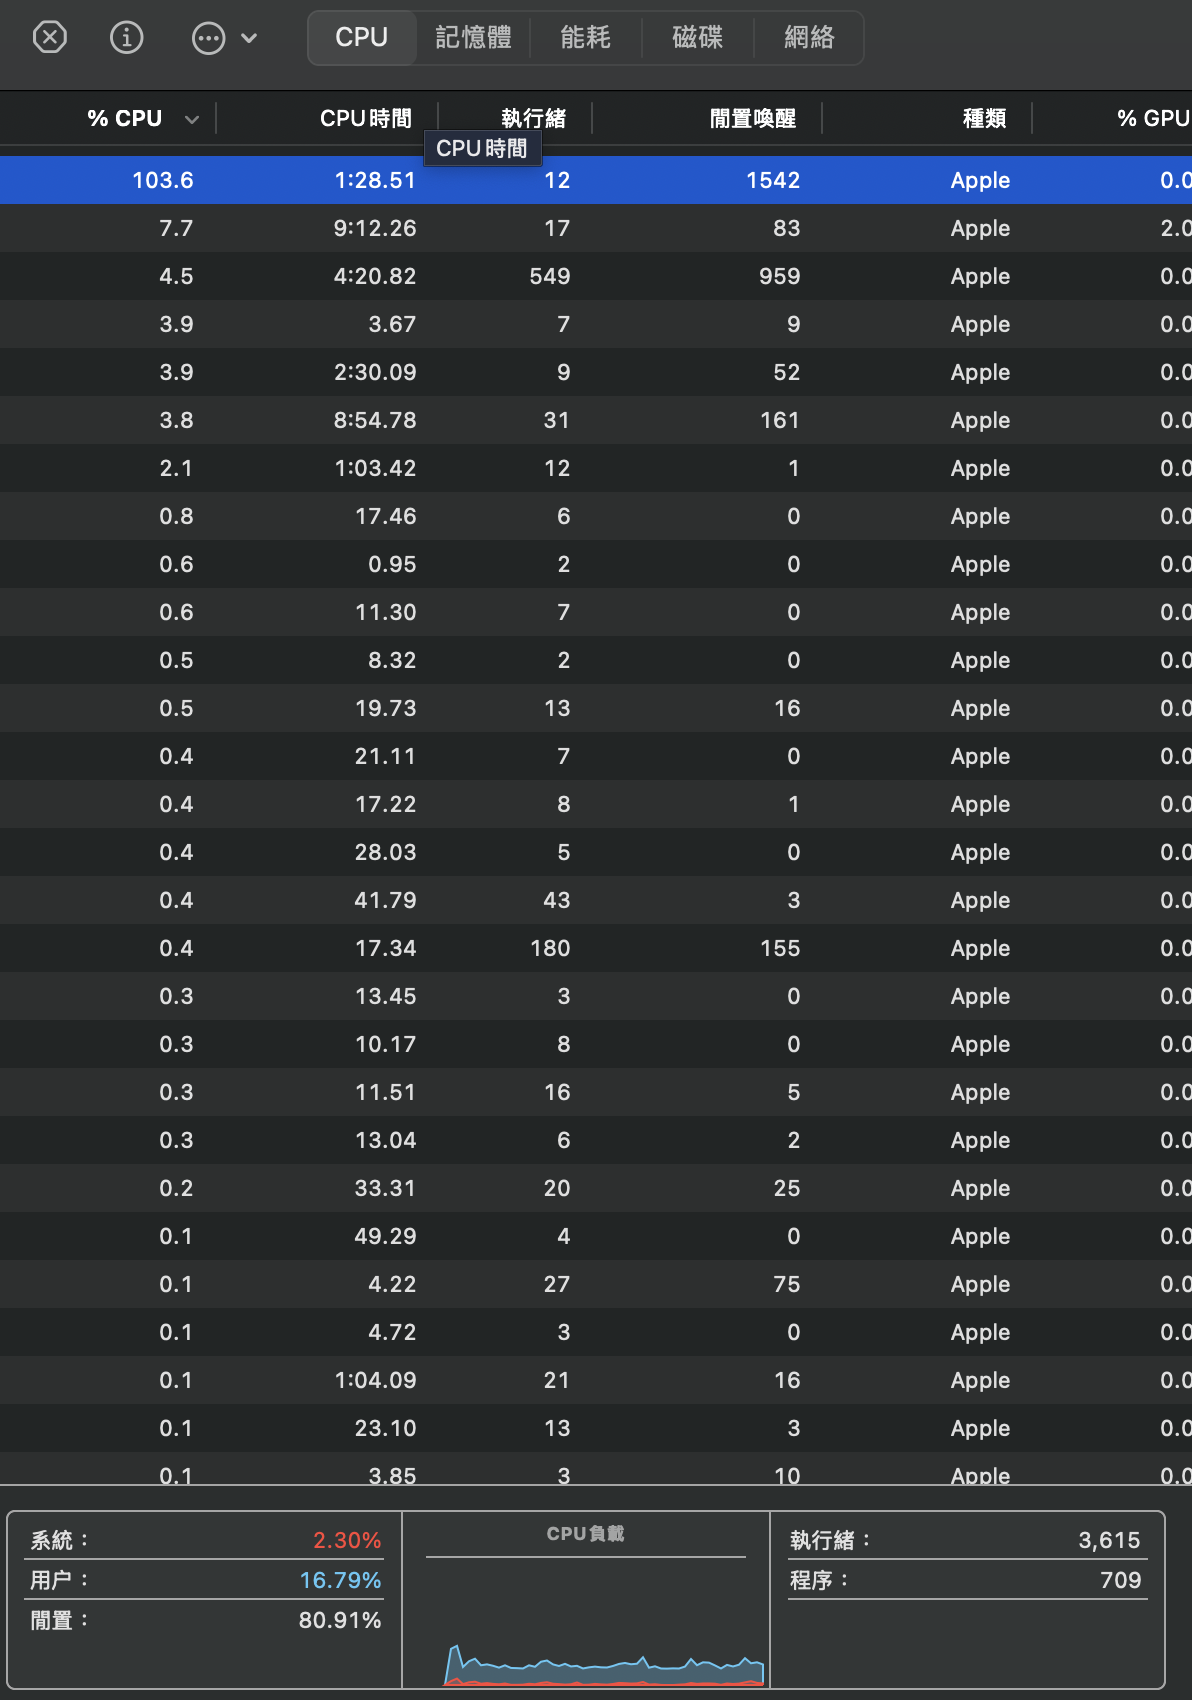 CPU 記憶體 能耗 磁碟 網絡
% CPU CPU時間 執行緒 閒置喚醒 種類 % GPU
CPU時間
103.6 1:28.51 12 1542 Apple 0.0
7.7 9:12.26 17 83 Apple 2.0
4.5 4:20.82 549 959 Apple 0.0
3.9 3.67 7 9 Apple 0.0
3.9 2:30.09 9 52 Apple 0.0
3.8 8:54.78 31 161 Apple 0.0
2.1 1:03.42 12 1 Apple 0.0
0.8 17.46 6 0 Apple 0.0
0.6 0.95 2 0 Apple 0.0
0.6 11.30 7 0 Apple 0.0
0.5 8.32 2 0 Apple 0.0
0.5 19.73 13 16 Apple 0.0
0.4 21.11 7 0 Apple 0.0
0.4 17.22 8 1 Apple 0.0
0.4 28.03 5 0 Apple 0.0
0.4 41.79 43 3 Apple 0.0
0.4 17.34 180 155 Apple 0.0
0.3 13.45 3 0 Apple 0.0
0.3 10.17 8 0 Apple 0.0
0.3 11.51 16 5 Apple 0.0
0.3 13.04 6 2 Apple 0.0
0.2 33.31 20 25 Apple 0.0
0.1 49.29 4 0 Apple 0.0
0.1 4.22 27 75 Apple 0.0
0.1 4.72 3 0 Apple 0.0
0.1 1:04.09 21 16 Apple 0.0
0.1 23.10 13 3 Apple 0.0
0.1 3.85 3 10 Apple 0.0
系統： 2.30%
用户： 16.79%
閒置： 80.91%
CPU負載
執行緒： 3,615
程序： 709